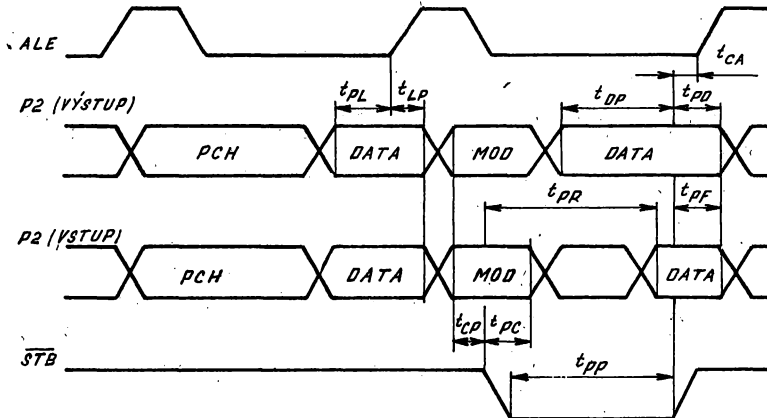 ALE
t_CA
t_PL t_LP t_DP t_PD
P2 (VÝSTUP)
PCH DATA MOD DATA
t_PR t_PF
P2 (VSTUP)
PCH DATA MOD DATA
t_CP t_PC
STB t_PP